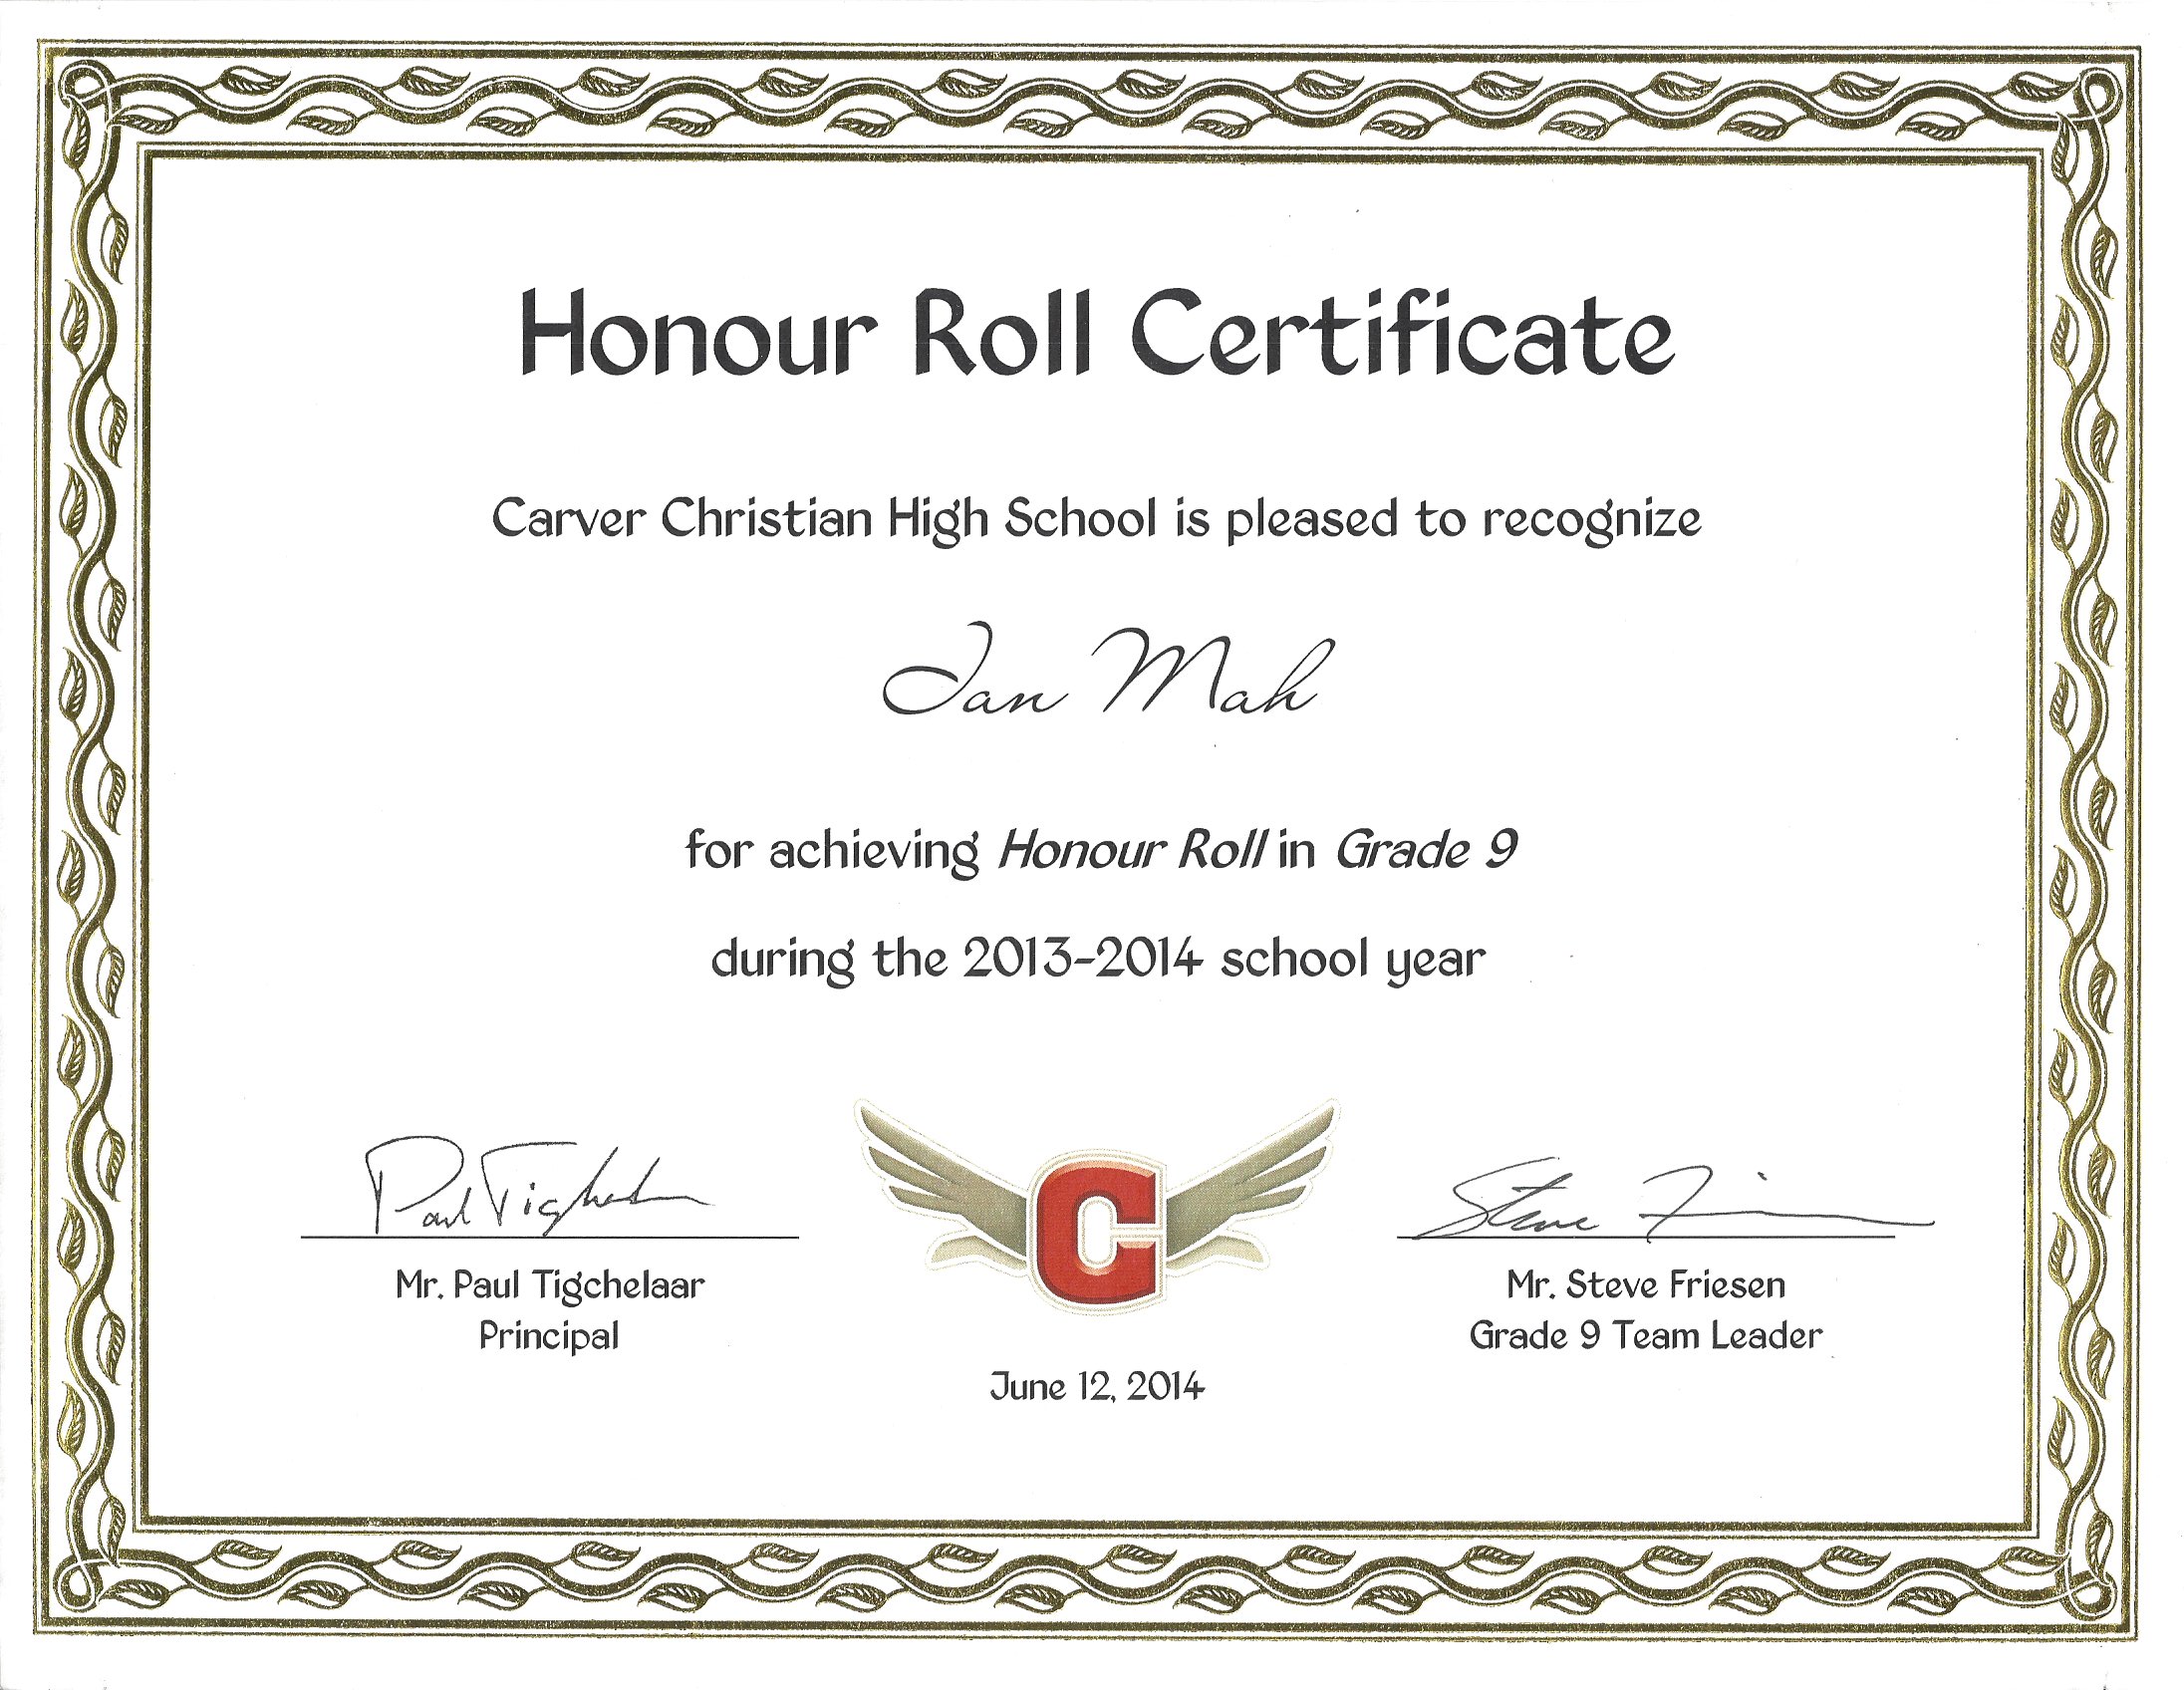 Honour Roll Certificate
Carver Christian High School is pleased to recognize
Ian Mah
for achieving Honour Roll in Grade 9
during the 2013-2014 school year
Paul Tigchelaar
Steve Friesen
C
Mr. Paul Tigchelaar
Principal
Mr. Steve Friesen
Grade 9 Team Leader
June 12, 2014